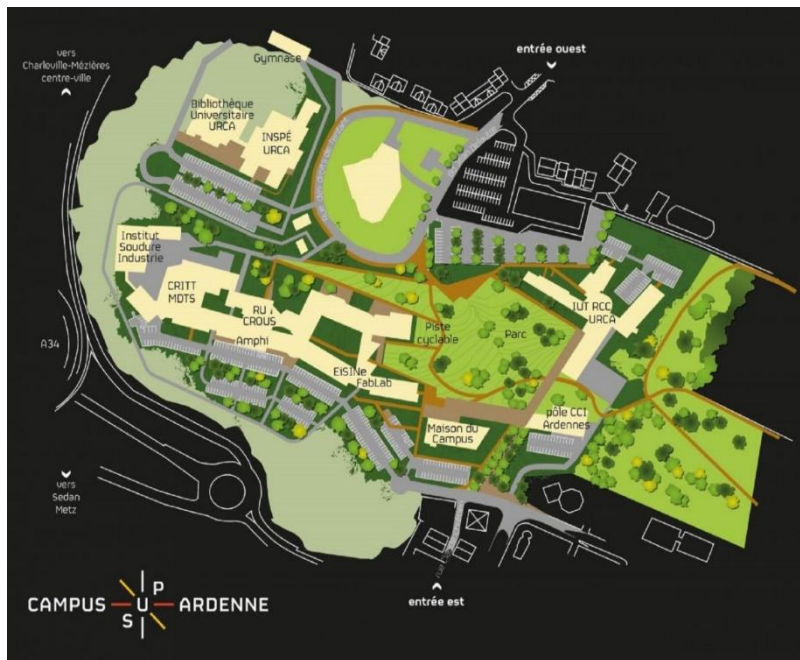 vers
Charleville-Mézières
centre-ville
Gymnase
entrée ouest
Bibliothèque
Universitaire
URCA
INSPÉ
URCA
Institut
Soudure
Industrie
CRITT
MDTS
RU
CROUS
Amphi
EiSINe
FabLab
Piste
cyclable
Parc
IUT RCC
URCA
A34
Maison du
Campus
pôle CCI
Ardennes
vers
Sedan
Metz
rue
entrée est
P
CAMPUS U ARDENNE
S